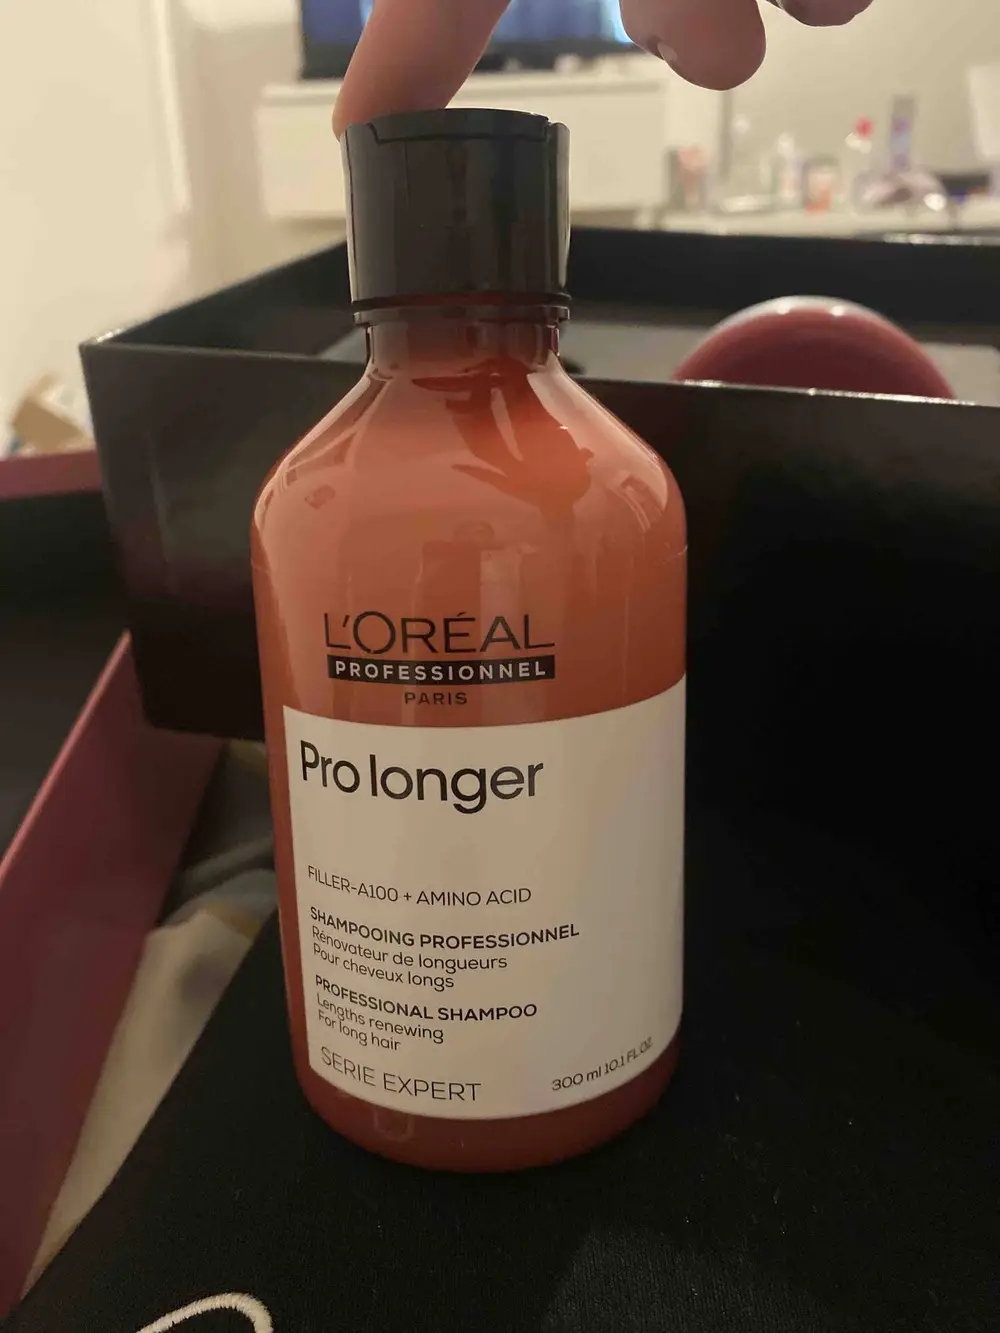 L'ORÉAL
PROFESSIONNEL
PARIS
Pro longer
FILLER-A100 + AMINO ACID
SHAMPOOING PROFESSIONNEL
Rénovateur de longueurs
Pour cheveux longs
PROFESSIONAL SHAMPOO
Lengths renewing
For long hair
SERIE EXPERT
300 ml 10.1 FL.OZ.